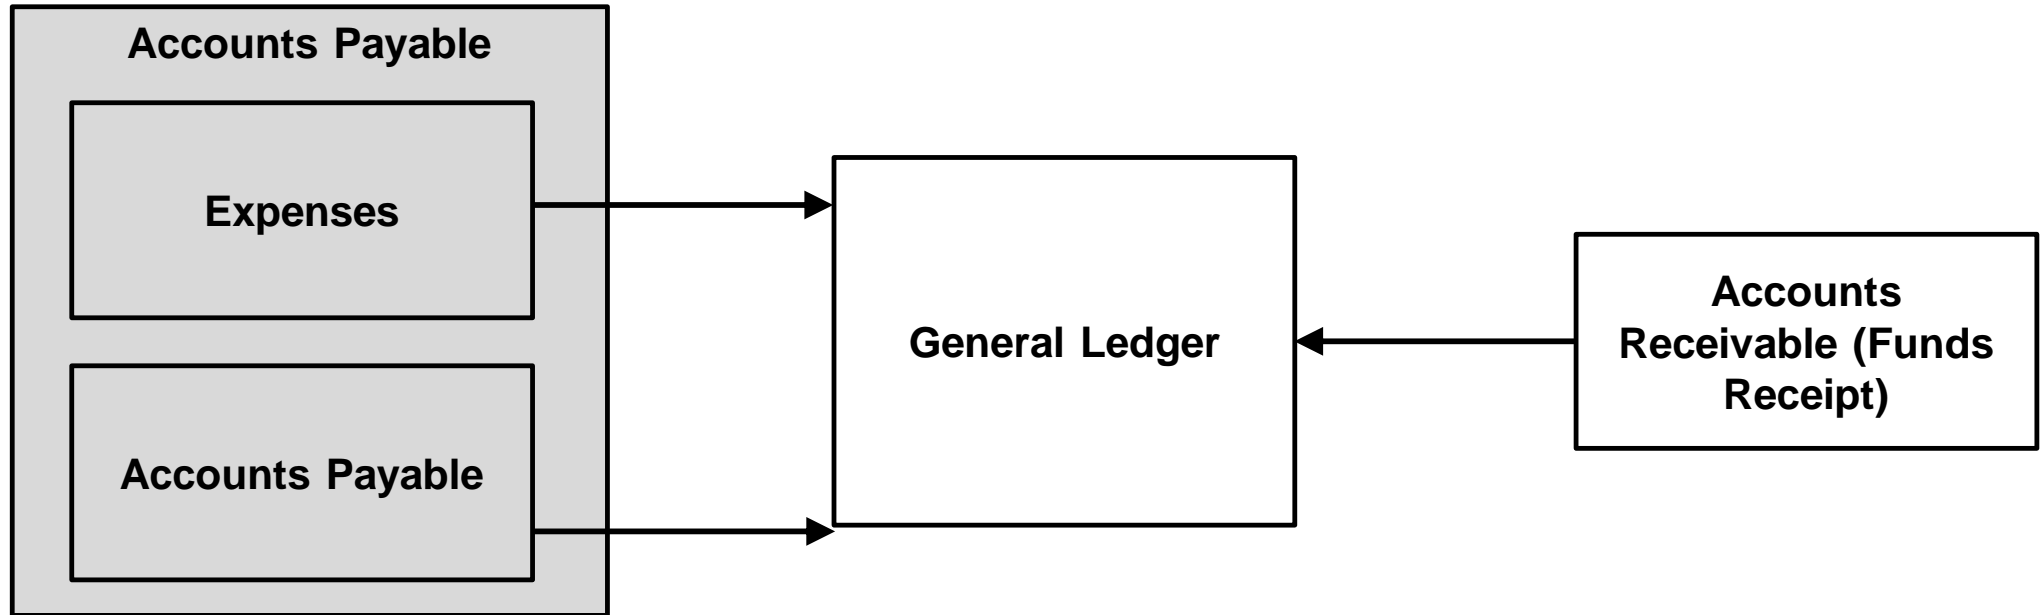 Accounts Payable
Expenses
Accounts Payable
General Ledger
Accounts
Receivable (Funds
Receipt)